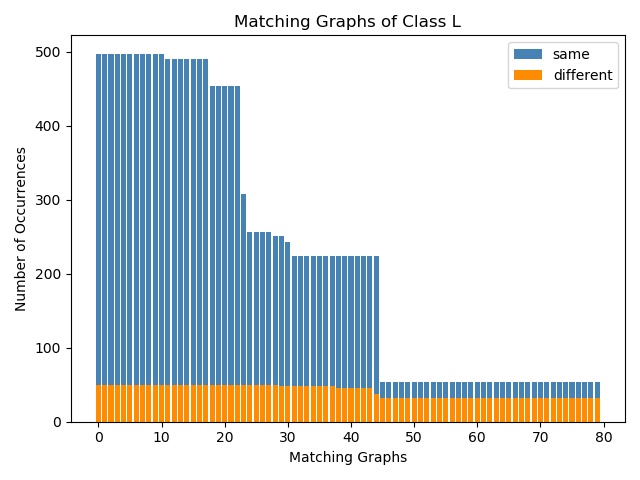 Matching Graphs of Class L
same
different
Number of Occurrences
500
400
300
200
100
0
0 10 20 30 40 50 60 70 80
Matching Graphs